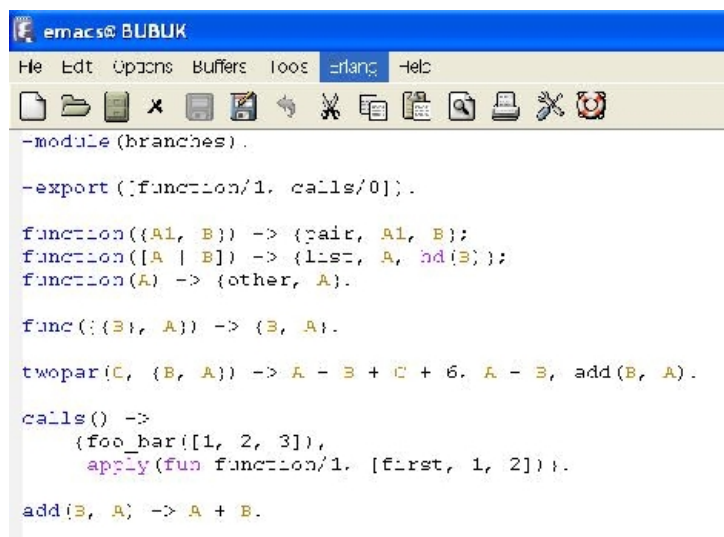 emacs@BUBUK
File Edit Options Buffers Tools Erlang Help
-module(branches).
-export([function/1, calls/0]).
function({A1, B}) -> {pair, A1, B};
function([A | B]) -> {list, A, hd(B)};
function(A) -> {other, A}.
func({{B}, A}) -> {B, A}.
twopar(C, {B, A}) -> A - B + C + 6, A - B, add(B, A).
calls() ->
{foo_bar([1, 2, 3]),
apply(fun function/1, [first, 1, 2])}.
add(B, A) -> A + B.